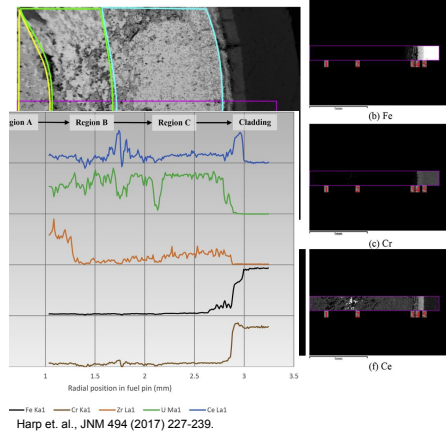 gion A
Region B
Region C
Cladding
1
1.5
2
2.5
3
3.5
Radial position in fuel pin (mm)
Fe Ka1
Cr Ka1
Zr La1
U Ma1
Ce La1
Harp et. al., JNM 494 (2017) 227-239.
(b) Fe
(c) Cr
(f) Ce